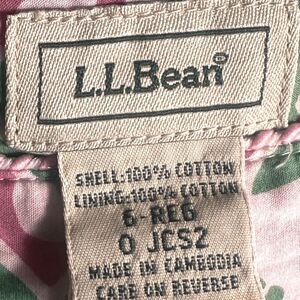 L.L.Bean®
SHELL:100% COTTON
LINING:100% COTTON
6-REG
0 JCS2
MADE IN CAMBODIA
CARE ON REVERSE